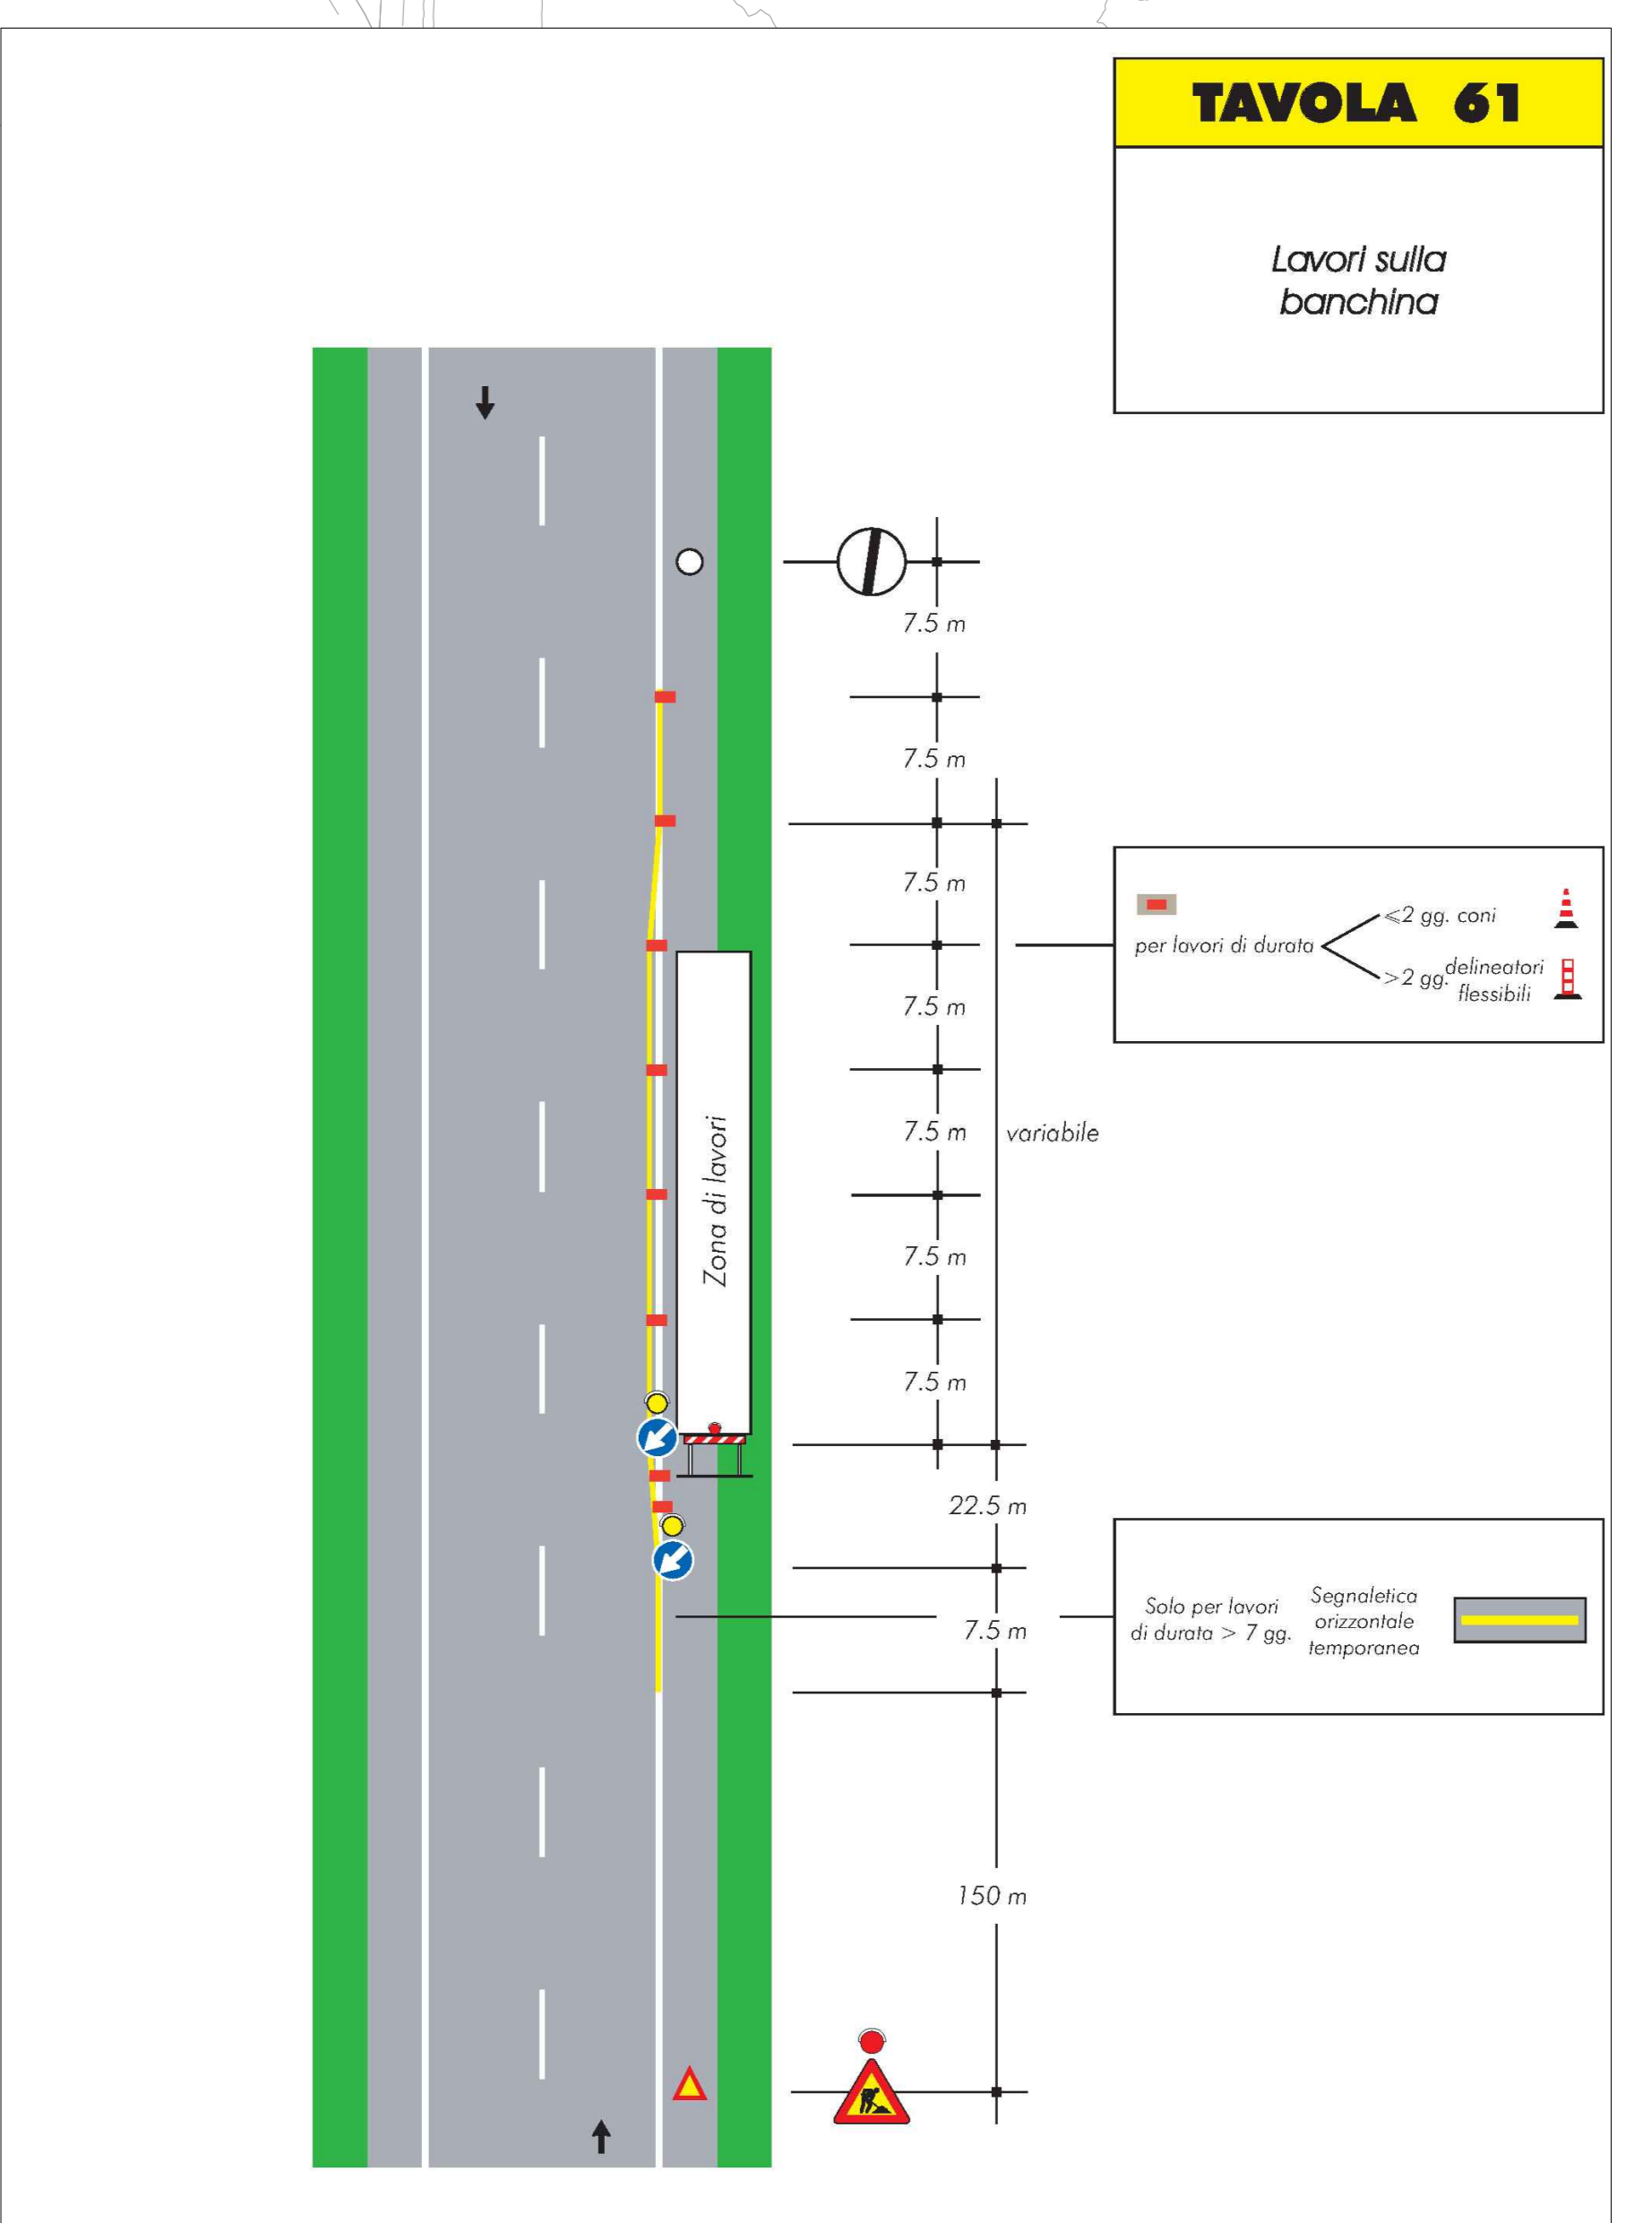 TAVOLA 61
Lavori sulla
banchina
7.5 m
7.5 m
7.5 m
7.5 m
7.5 m
7.5 m
7.5 m
variabile
Zona di lavori
per lavori di durata
⩽2 gg. coni
>2 gg. delineatori
flessibili
22.5 m
7.5 m
Solo per lavori
di durata > 7 gg.
Segnaletica
orizzontale
temporanea
150 m